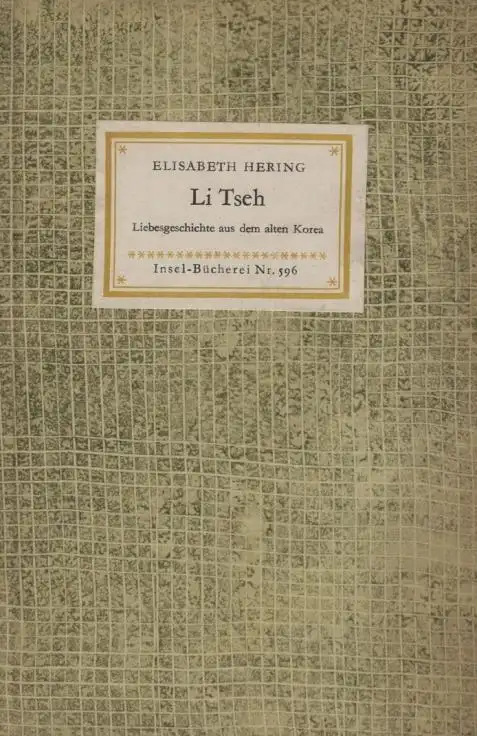 ELISABETH HERING
Li Tseh
Liebesgeschichte aus dem alten Korea
Insel-Bücherei Nr. 596